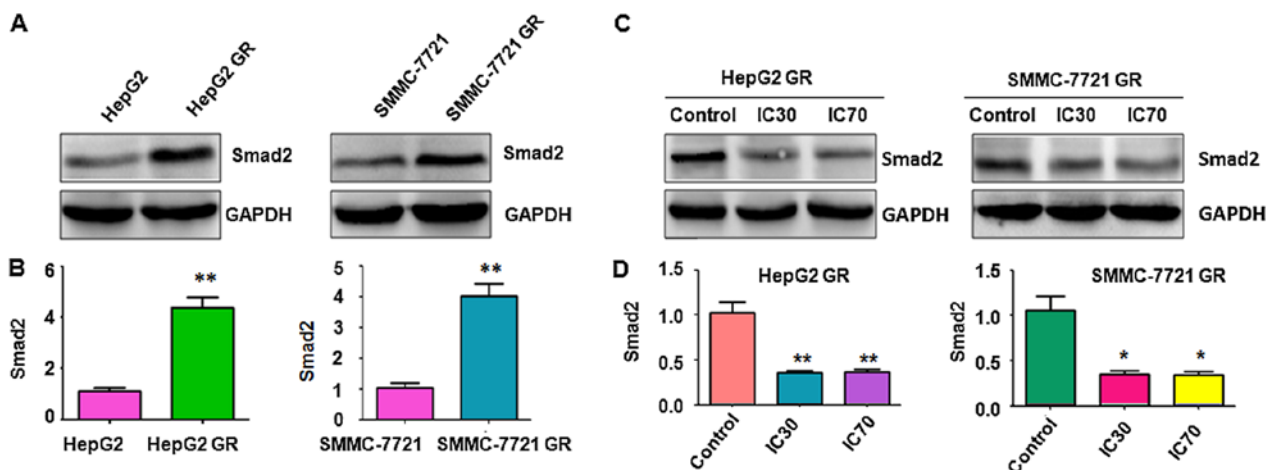 A
HepG2
HepG2 GR
Smad2
GAPDH
SMMC-7721
SMMC-7721 GR
Smad2
GAPDH
B
Smad2
6
4
2
0
**
HepG2
HepG2 GR
Smad2
5
4
3
2
1
0
**
SMMC-7721
SMMC-7721 GR
C
HepG2 GR
Control IC30 IC70
Smad2
GAPDH
SMMC-7721 GR
Control IC30 IC70
Smad2
GAPDH
D
HepG2 GR
Smad2
1.5
1.0
0.5
0.0
** **
Control
IC30
IC70
SMMC-7721 GR
Smad2
1.5
1.0
0.5
0.0
* *
Control
IC30
IC70